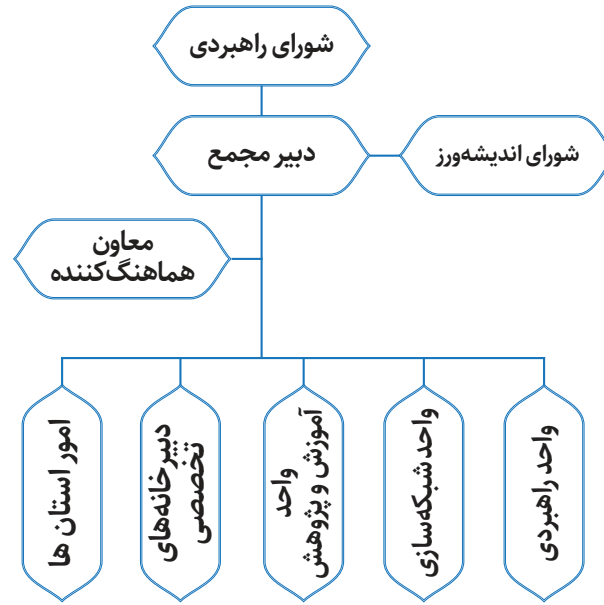 شورای راهبردی
دبیر مجمع
شورای اندیشه‌ورز
معاون
هماهنگ‌کننده
واحد راهبردی
واحد شبکه‌سازی
واحد
آموزش و پژوهش
دبیرخانه‌های
تخصصی
امور استان ها